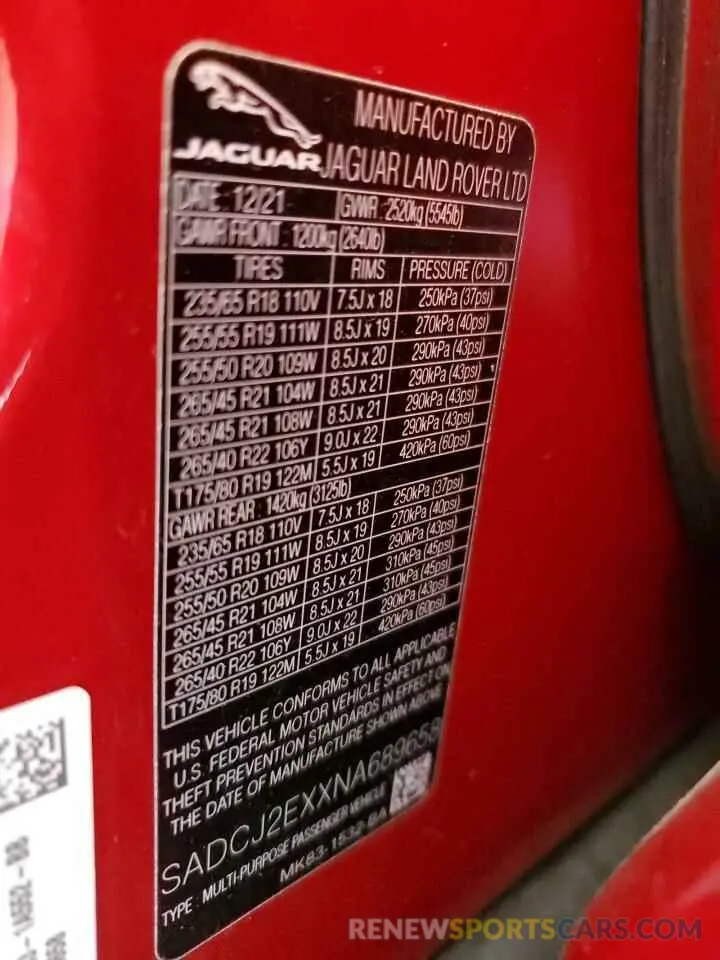 JAGUAR
MANUFACTURED BY
JAGUAR LAND ROVER LTD
DATE : 12/21 GVWR : 2520kg (5545lb)
GAWR FRONT : 1200kg (2640lb)
TIRES RIMS PRESSURE (COLD)
235/65 R18 110V 7.5J x 18 250kPa (37psi)
255/55 R19 111W 8.5J x 19 270kPa (40psi)
255/50 R20 109W 8.5J x 20 290kPa (43psi)
265/45 R21 104W 8.5J x 21 290kPa (43psi)
265/45 R21 108W 8.5J x 21 290kPa (43psi)
265/40 R22 106Y 9.0J x 22 290kPa (43psi)
T175/80 R19 122M 5.5J x 19 420kPa (60psi)
GAWR REAR : 1420kg (3125lb)
235/65 R18 110V 7.5J x 18 250kPa (37psi)
255/55 R19 111W 8.5J x 19 270kPa (40psi)
255/50 R20 109W 8.5J x 20 290kPa (43psi)
265/45 R21 104W 8.5J x 21 310kPa (45psi)
265/45 R21 108W 8.5J x 21 310kPa (45psi)
265/40 R22 106Y 9.0J x 22 290kPa (43psi)
T175/80 R19 122M 5.5J x 19 420kPa (60psi)
THIS VEHICLE CONFORMS TO ALL APPLICABLE
U.S. FEDERAL MOTOR VEHICLE SAFETY AND
THEFT PREVENTION STANDARDS IN EFFECT ON
THE DATE OF MANUFACTURE SHOWN ABOVE
SADCJ2EXXNA689658
TYPE : MULTI-PURPOSE PASSENGER VEHICLE
MK83-1532-BA
RENEWSPORTSCARS.COM